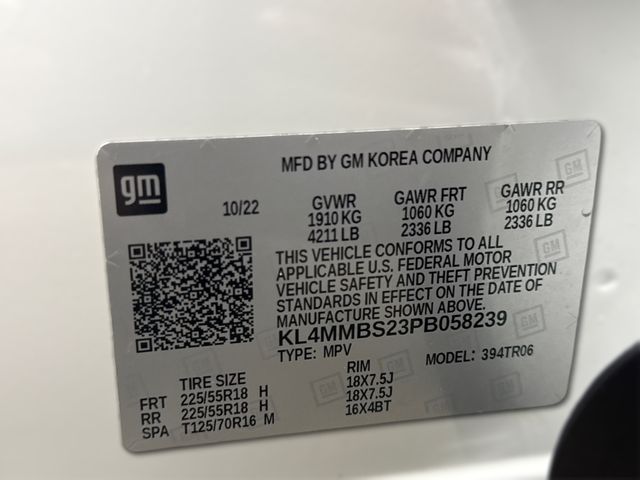 gm
MFD BY GM KOREA COMPANY
10/22
GVWR GAWR FRT GAWR RR
1910 KG 1060 KG 1060 KG
4211 LB 2336 LB 2336 LB
THIS VEHICLE CONFORMS TO ALL
APPLICABLE U.S. FEDERAL MOTOR
VEHICLE SAFETY AND THEFT PREVENTION
STANDARDS IN EFFECT ON THE DATE OF
MANUFACTURE SHOWN ABOVE.
KL4MMBS23PB058239
TYPE: MPV MODEL: 394TR06
TIRE SIZE RIM
FRT 225/55R18 H 18X7.5J
RR 225/55R18 H 18X7.5J
SPA T125/70R16 M 16X4BT